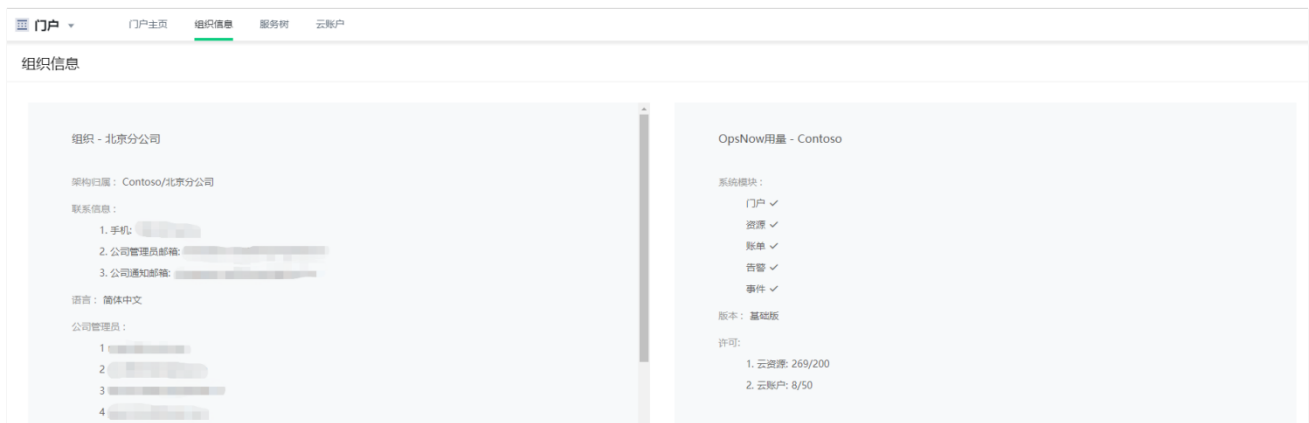 门户
门户主页 组织信息 服务树 云账户
组织信息
组织 - 北京分公司
架构归属： Contoso/北京分公司
联系信息：
1. 手机:
2. 公司管理员邮箱:
3. 公司通知邮箱:
语言： 简体中文
公司管理员：
1
2
3
4
OpsNow用量 - Contoso
系统模块：
门户 ✓
资源 ✓
账单 ✓
告警 ✓
事件 ✓
版本： 基础版
许可:
1. 云资源: 269/200
2. 云账户: 8/50